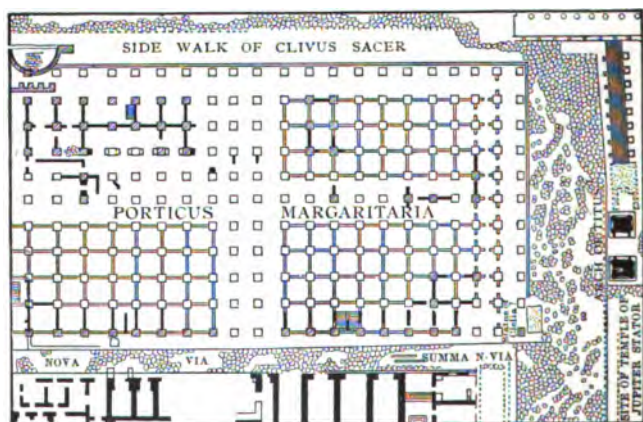 SIDE WALK OF CLIVUS SACER
PORTICUS MARGARITARIA
ARCH OF TITUS
NOVA VIA SUMMA N·VIA
SITE OF TEMPLE OF
JUPITER STATOR